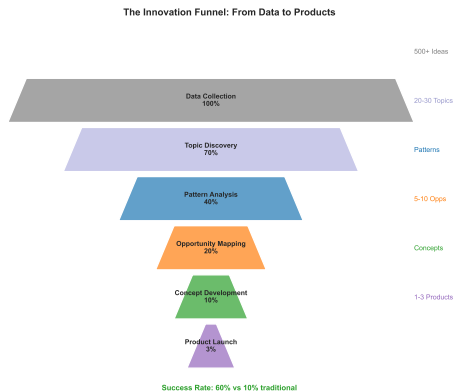 The Innovation Funnel: From Data to Products
500+ Ideas
Data Collection
100%
20-30 Topics
Topic Discovery
70%
Patterns
Pattern Analysis
40%
5-10 Opps
Opportunity Mapping
20%
Concepts
Concept Development
10%
1-3 Products
Product Launch
3%
Success Rate: 60% vs 10% traditional